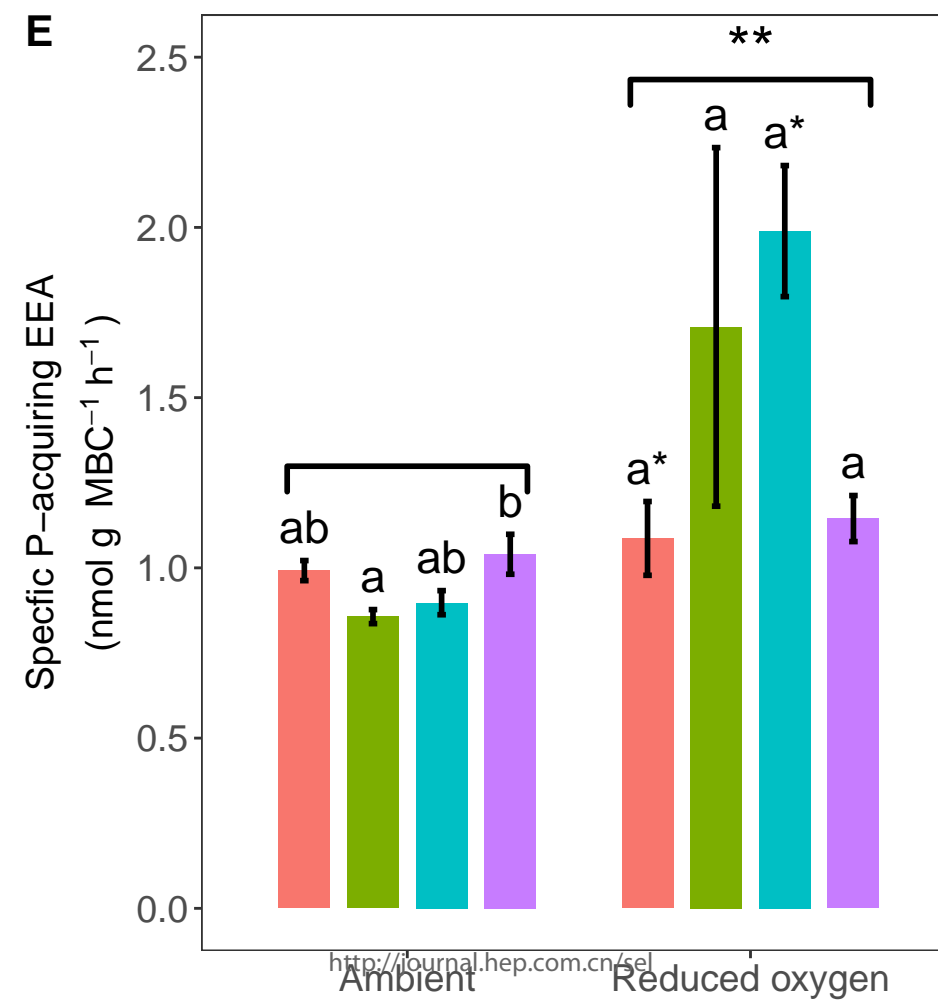 E
**
2.5
a
a*
2.0
Specfic P−acquiring EEA
(nmol g MBC−1 h−1 )
1.5
a*
a
b
ab
ab
a
1.0
0.5
0.0
http://journal.hep.com.cn/sel
Ambient
Reduced oxygen